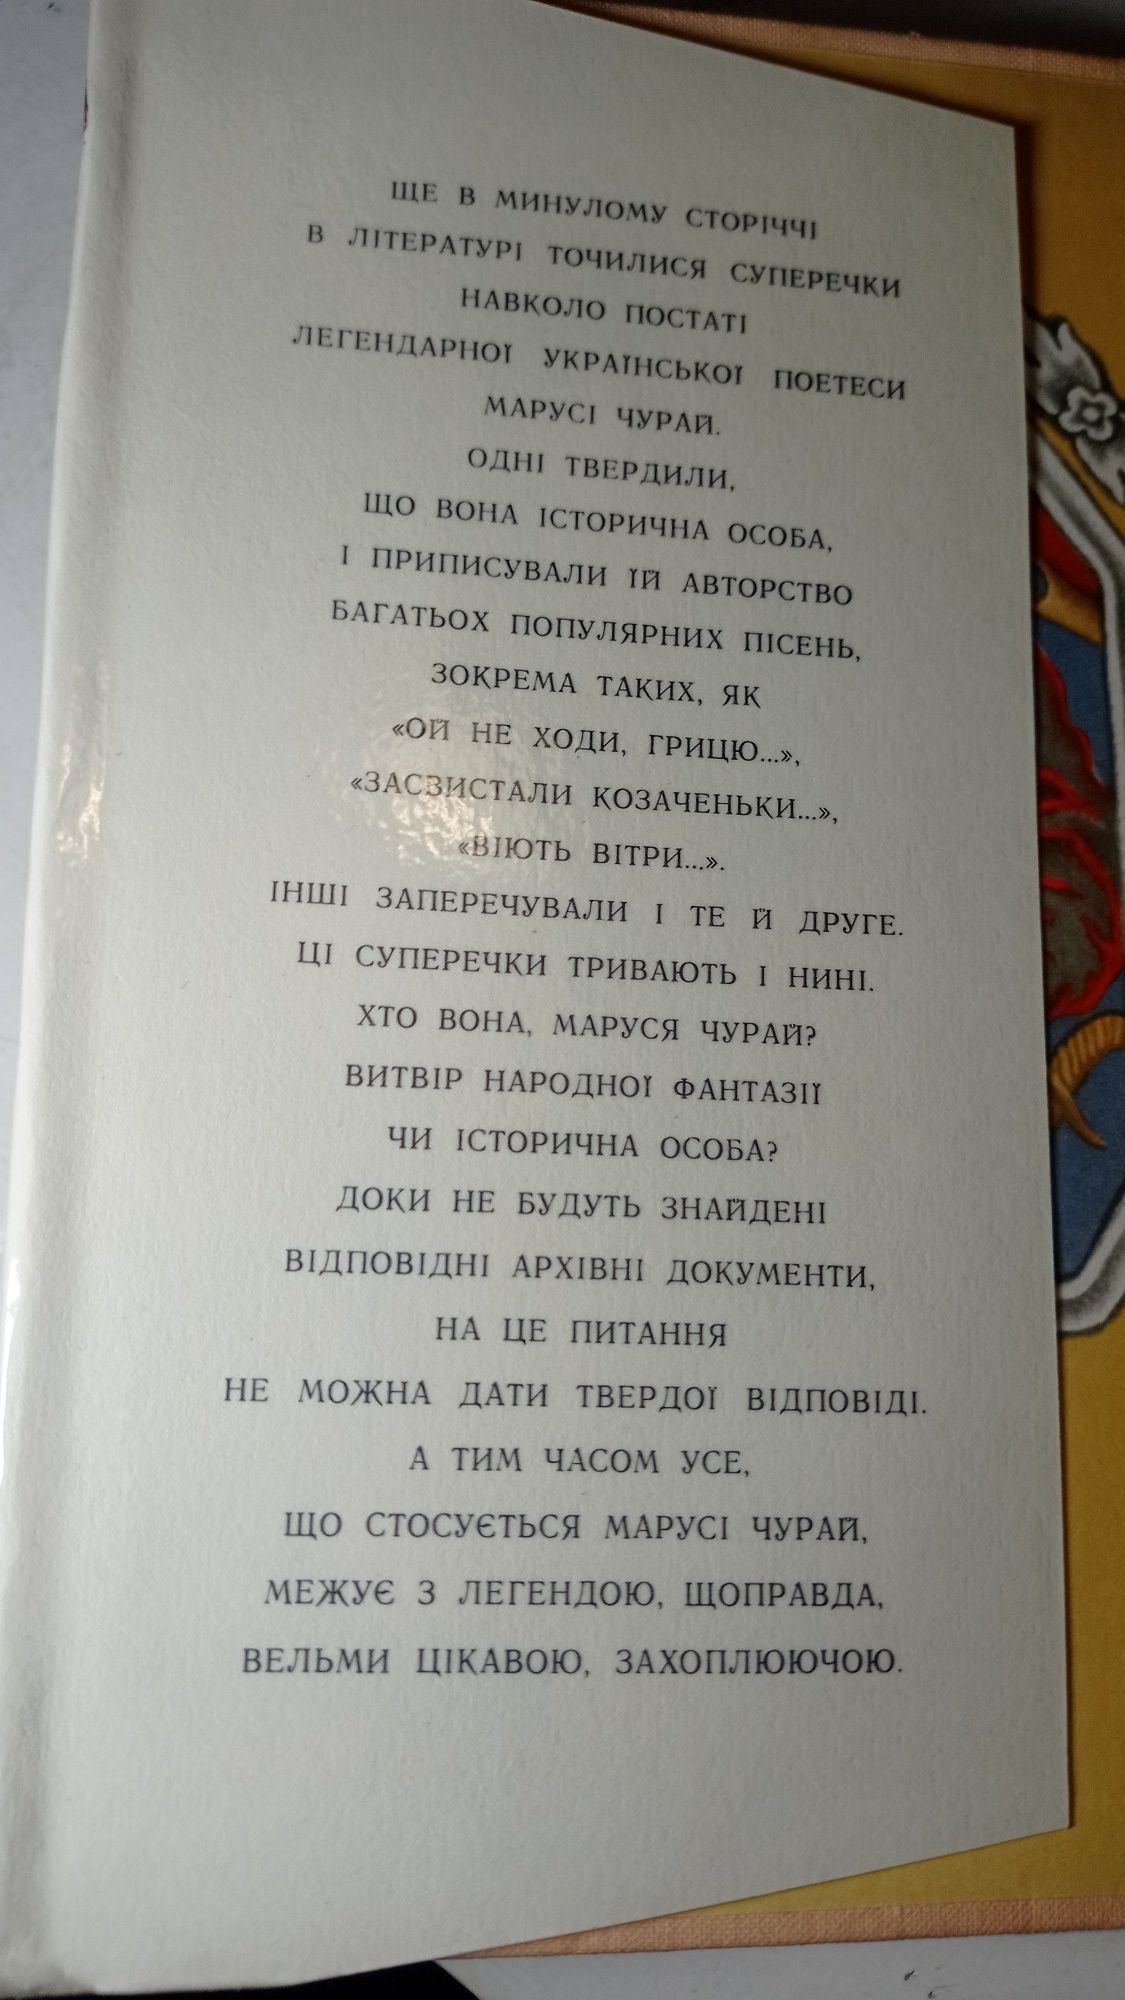 ЩЕ В МИНУЛОМУ СТОРІЧЧІ
В ЛІТЕРАТУРІ ТОЧИЛИСЯ СУПЕРЕЧКИ
НАВКОЛО ПОСТАТІ
ЛЕГЕНДАРНОЇ УКРАЇНСЬКОЇ ПОЕТЕСИ
МАРУСІ ЧУРАЙ.
ОДНІ ТВЕРДИЛИ,
ЩО ВОНА ІСТОРИЧНА ОСОБА,
І ПРИПИСУВАЛИ ЇЙ АВТОРСТВО
БАГАТЬОХ ПОПУЛЯРНИХ ПІСЕНЬ,
ЗОКРЕМА ТАКИХ, ЯК
«ОЙ НЕ ХОДИ, ГРИЦЮ...»,
«ЗАСВИСТАЛИ КОЗАЧЕНЬКИ...»,
«ВІЮТЬ ВІТРИ...».
ІНШІ ЗАПЕРЕЧУВАЛИ І ТЕ Й ДРУГЕ.
ЦІ СУПЕРЕЧКИ ТРИВАЮТЬ І НИНІ.
ХТО ВОНА, МАРУСЯ ЧУРАЙ?
ВИТВІР НАРОДНОЇ ФАНТАЗІЇ
ЧИ ІСТОРИЧНА ОСОБА?
ДОКИ НЕ БУДУТЬ ЗНАЙДЕНІ
ВІДПОВІДНІ АРХІВНІ ДОКУМЕНТИ,
НА ЦЕ ПИТАННЯ
НЕ МОЖНА ДАТИ ТВЕРДОЇ ВІДПОВІДІ.
А ТИМ ЧАСОМ УСЕ,
ЩО СТОСУЄТЬСЯ МАРУСІ ЧУРАЙ,
МЕЖУЄ З ЛЕГЕНДОЮ, ЩОПРАВДА,
ВЕЛЬМИ ЦІКАВОЮ, ЗАХОПЛЮЮЧОЮ.